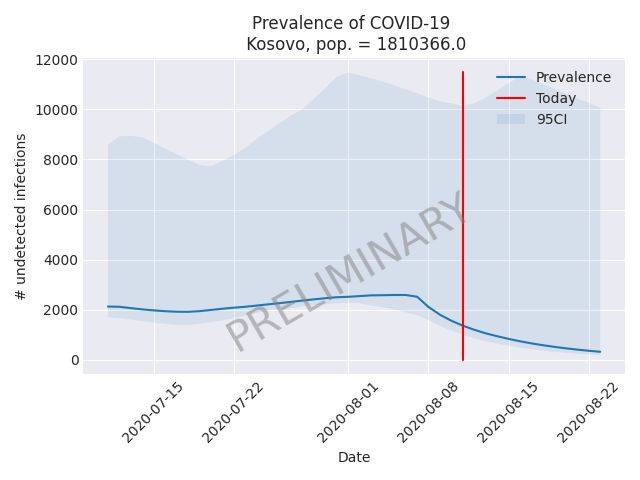 Prevalence of COVID-19
Kosovo, pop. = 1810366.0
12000
10000
8000
6000
4000
2000
0
# undetected infections
Prevalence
Today
95CI
PRELIMINARY
2020-07-15
2020-07-22
2020-08-01
2020-08-08
2020-08-15
2020-08-22
Date